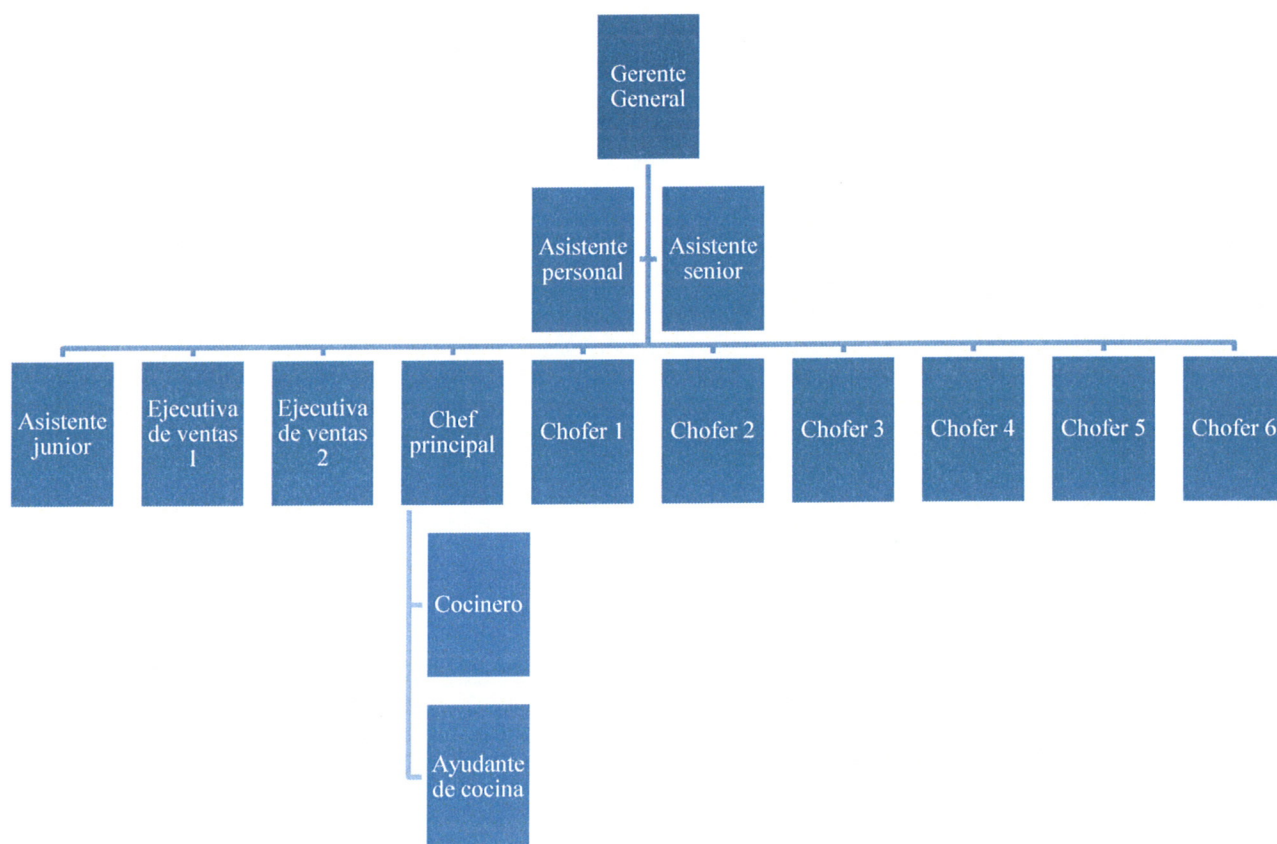 Gerente
General
Asistente
personal
Asistente
senior
Asistente
junior
Ejecutiva
de ventas
1
Ejecutiva
de ventas
2
Chef
principal
Chofer 1
Chofer 2
Chofer 3
Chofer 4
Chofer 5
Chofer 6
Cocinero
Ayudante
de cocina